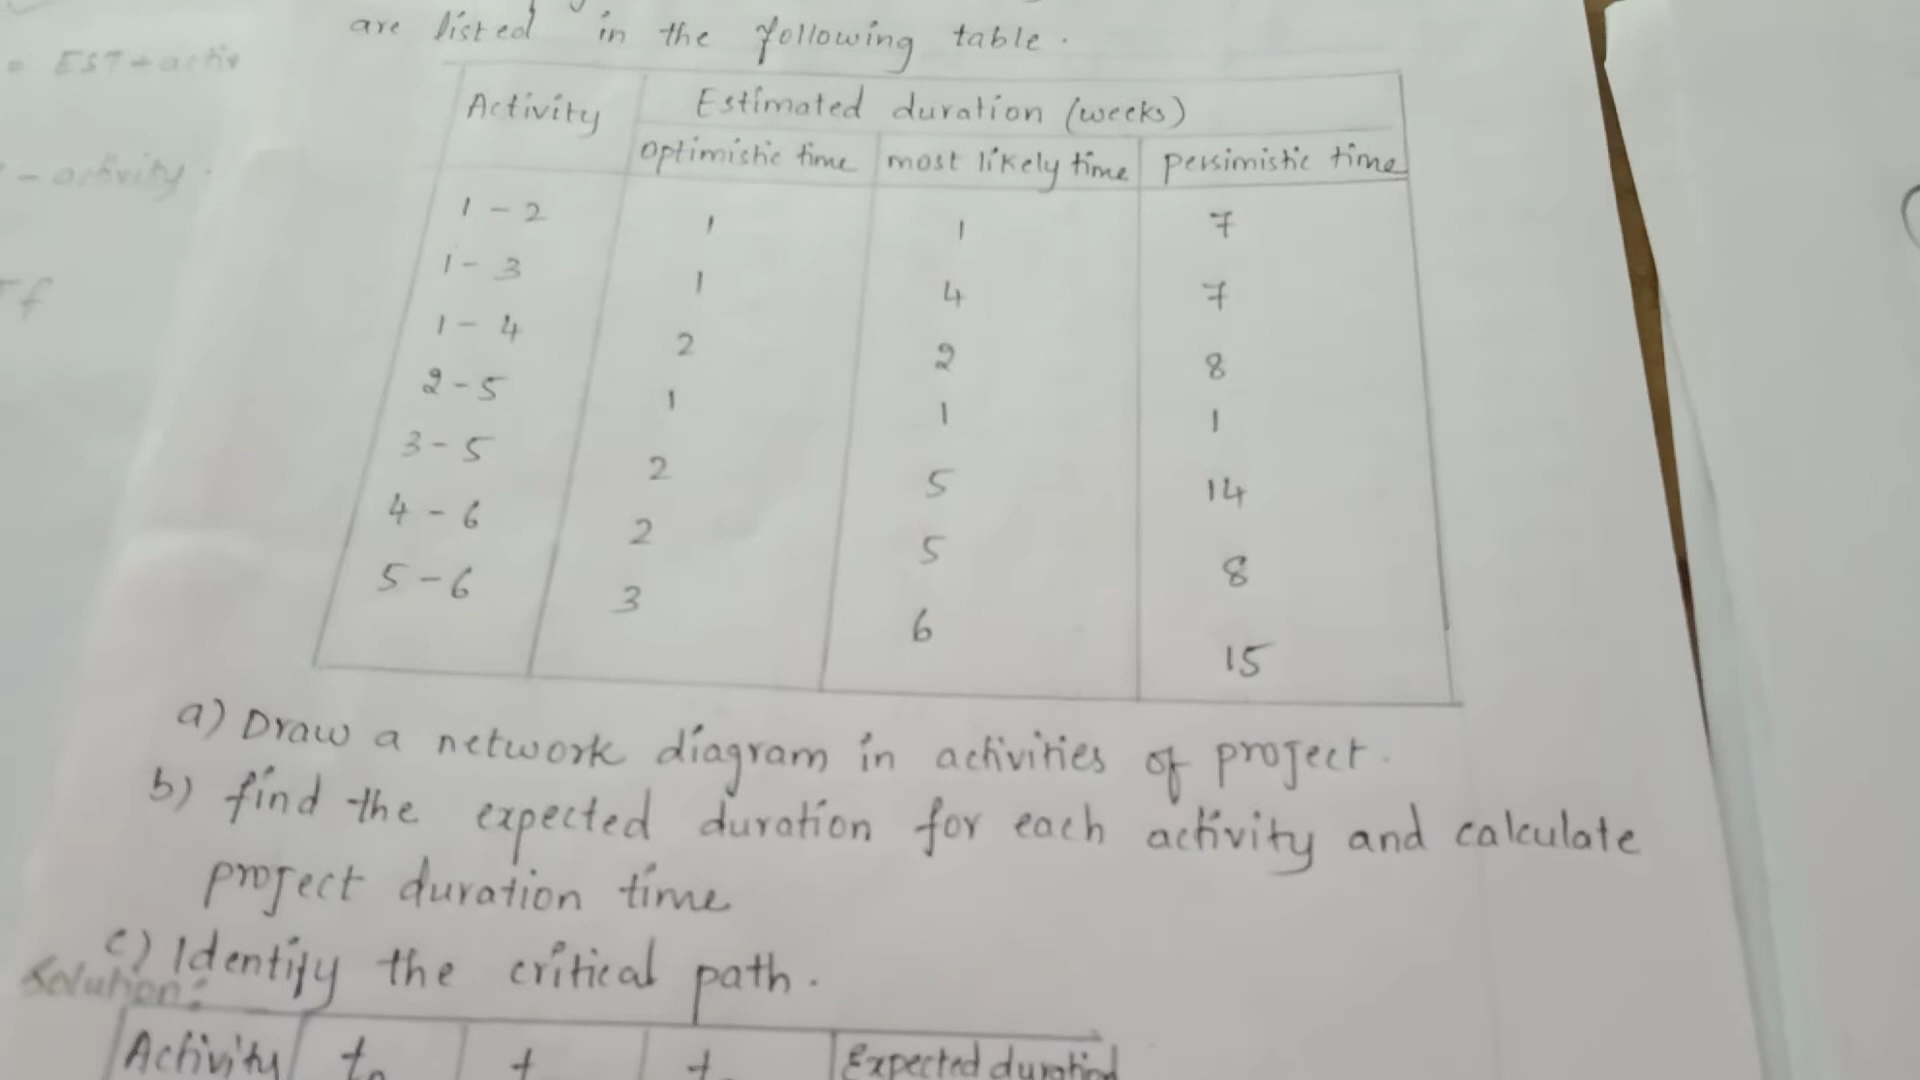 are listed in the following table.
= EST + activ
- activity.
Activity Estimated duration (weeks)
optimistic time most likely time persimistic time
1-2 1 1 7
1-3 1 4 7
1-4 2 2 8
2-5 1 1 1
3-5 2 5 14
4-6 2 5 8
5-6 3 6 15
a) Draw a network diagram in activities of project.
b) find the expected duration for each activity and calculate
project duration time
c) Identify the critical path.
Solution:
Activity to t t Expected duration